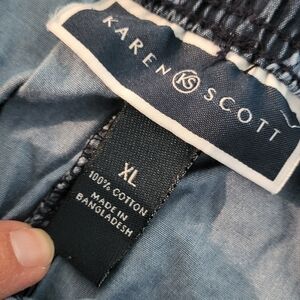 KAREN KS SCOTT
XL
100% COTTON
MADE IN
BANGLADESH